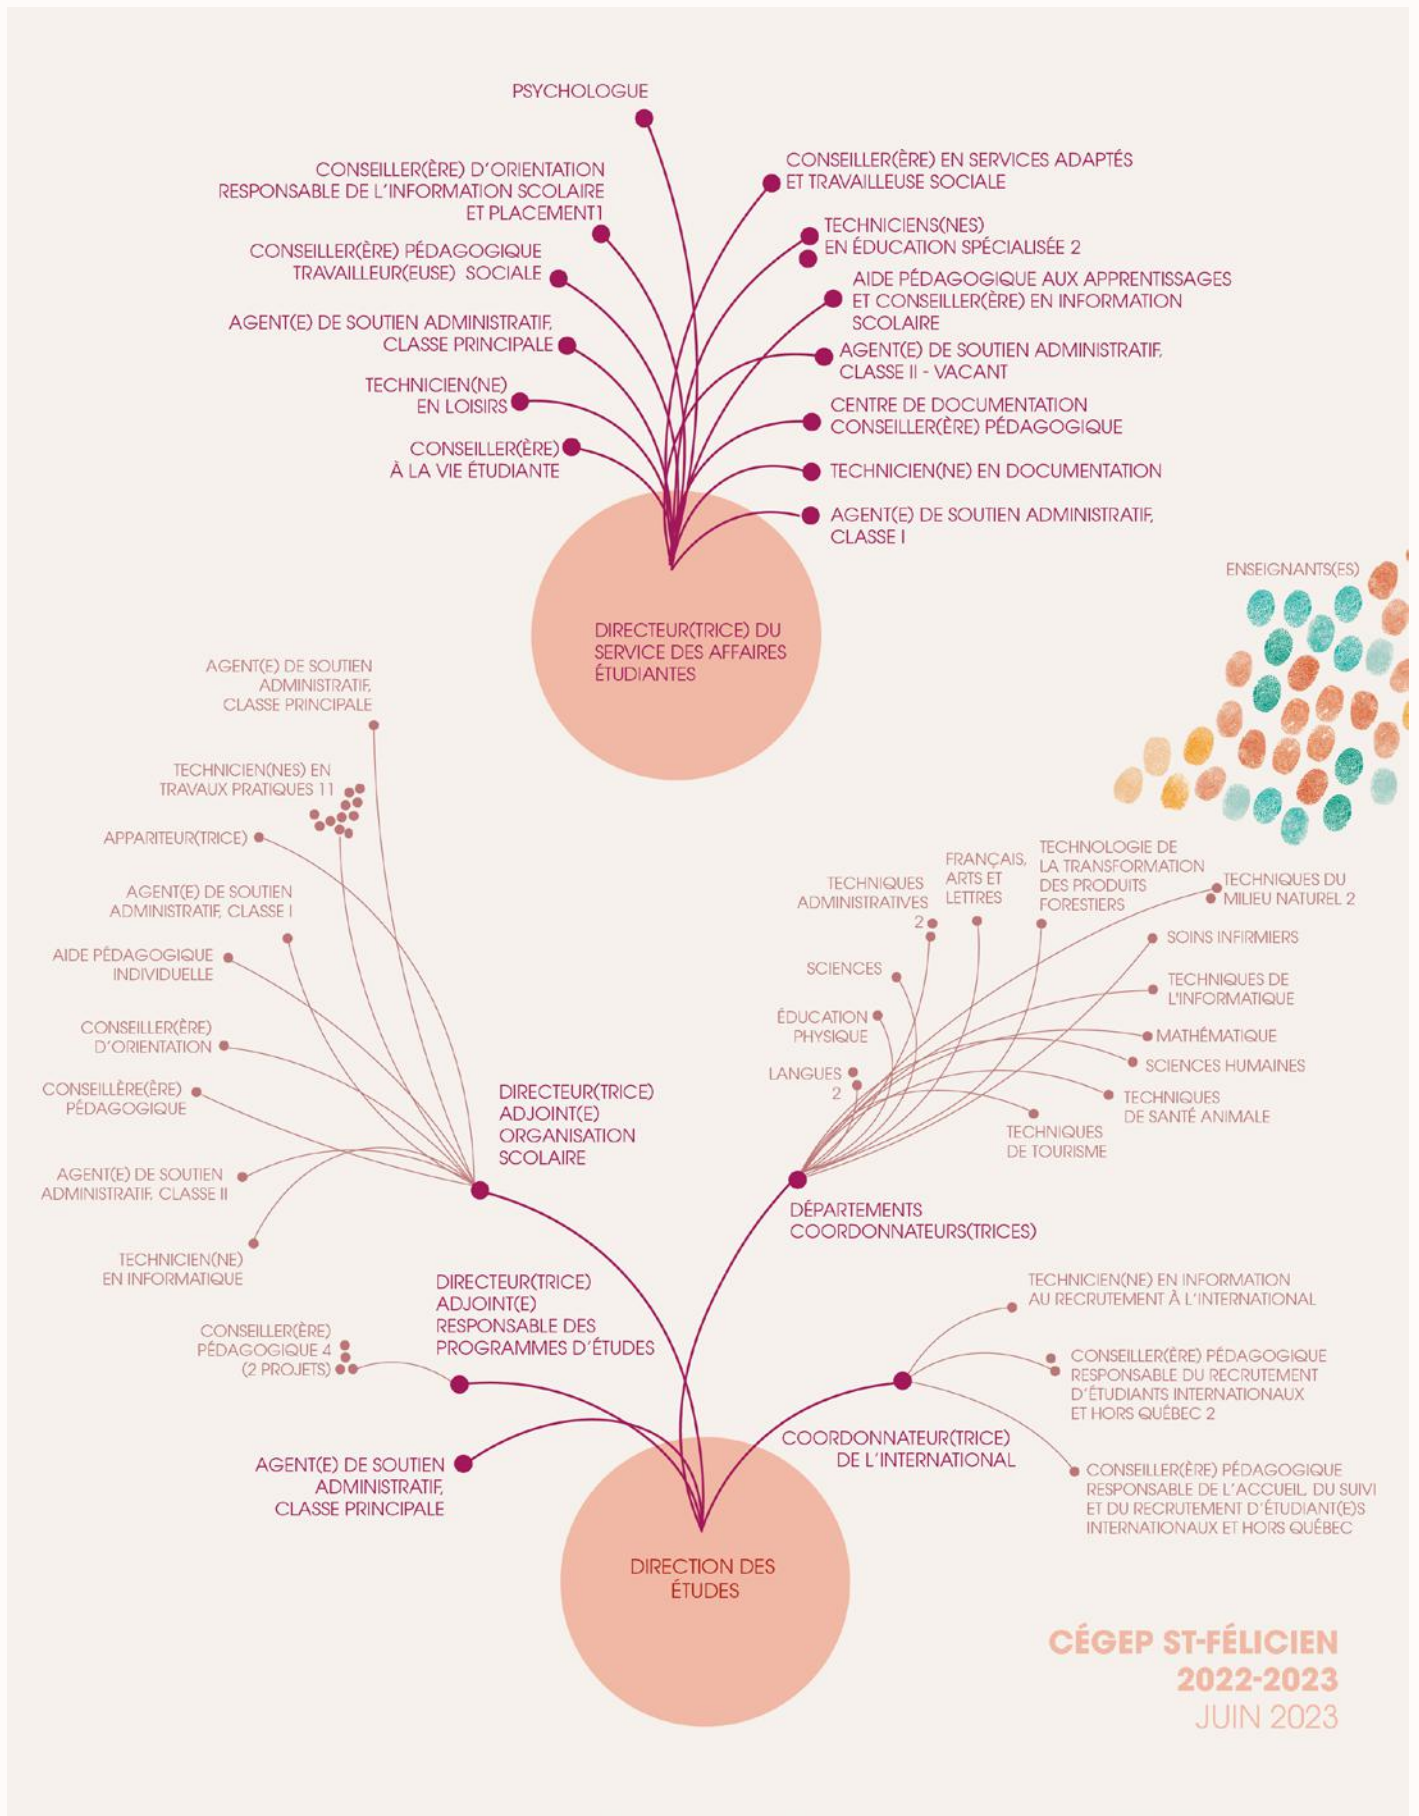 PSYCHOLOGUE
CONSEILLER(ÈRE) D'ORIENTATION
RESPONSABLE DE L'INFORMATION SCOLAIRE
ET PLACEMENT1
CONSEILLER(ÈRE) PÉDAGOGIQUE
TRAVAILLEUR(EUSE) SOCIALE
AGENT(E) DE SOUTIEN ADMINISTRATIF,
CLASSE PRINCIPALE
TECHNICIEN(NE)
EN LOISIRS
CONSEILLER(ÈRE)
À LA VIE ÉTUDIANTE
CONSEILLER(ÈRE) EN SERVICES ADAPTÉS
ET TRAVAILLEUSE SOCIALE
TECHNICIENS(NES)
EN ÉDUCATION SPÉCIALISÉE 2
AIDE PÉDAGOGIQUE AUX APPRENTISSAGES
ET CONSEILLER(ÈRE) EN INFORMATION
SCOLAIRE
AGENT(E) DE SOUTIEN ADMINISTRATIF,
CLASSE II - VACANT
CENTRE DE DOCUMENTATION
CONSEILLER(ÈRE) PÉDAGOGIQUE
TECHNICIEN(NE) EN DOCUMENTATION
AGENT(E) DE SOUTIEN ADMINISTRATIF,
CLASSE I
DIRECTEUR(TRICE) DU
SERVICE DES AFFAIRES
ÉTUDIANTES
ENSEIGNANTS(ES)
AGENT(E) DE SOUTIEN
ADMINISTRATIF,
CLASSE PRINCIPALE
TECHNICIEN(NES) EN
TRAVAUX PRATIQUES 11
APPARITEUR(TRICE)
AGENT(E) DE SOUTIEN
ADMINISTRATIF, CLASSE I
AIDE PÉDAGOGIQUE
INDIVIDUELLE
CONSEILLER(ÈRE)
D'ORIENTATION
CONSEILLÈRE(ÈRE)
PÉDAGOGIQUE
AGENT(E) DE SOUTIEN
ADMINISTRATIF, CLASSE II
TECHNICIEN(NE)
EN INFORMATIQUE
DIRECTEUR(TRICE)
ADJOINT(E)
ORGANISATION
SCOLAIRE
TECHNIQUES
ADMINISTRATIVES
2
FRANÇAIS,
ARTS ET
LETTRES
TECHNOLOGIE DE
LA TRANSFORMATION
DES PRODUITS
FORESTIERS
TECHNIQUES DU
MILIEU NATUREL 2
SCIENCES
SOINS INFIRMIERS
ÉDUCATION
PHYSIQUE
TECHNIQUES DE
L'INFORMATIQUE
LANGUES
2
MATHÉMATIQUE
SCIENCES HUMAINES
TECHNIQUES
DE SANTÉ ANIMALE
TECHNIQUES
DE TOURISME
DÉPARTEMENTS
COORDONNATEURS(TRICES)
DIRECTEUR(TRICE)
ADJOINT(E)
RESPONSABLE DES
PROGRAMMES D'ÉTUDES
CONSEILLER(ÈRE)
PÉDAGOGIQUE 4
(2 PROJETS)
AGENT(E) DE SOUTIEN
ADMINISTRATIF,
CLASSE PRINCIPALE
TECHNICIEN(NE) EN INFORMATION
AU RECRUTEMENT À L'INTERNATIONAL
CONSEILLER(ÈRE) PÉDAGOGIQUE
RESPONSABLE DU RECRUTEMENT
D'ÉTUDIANTS INTERNATIONAUX
ET HORS QUÉBEC 2
COORDONNATEUR(TRICE)
DE L'INTERNATIONAL
CONSEILLER(ÈRE) PÉDAGOGIQUE
RESPONSABLE DE L'ACCUEIL, DU SUIVI
ET DU RECRUTEMENT D'ÉTUDIANT(E)S
INTERNATIONAUX ET HORS QUÉBEC
DIRECTION DES
ÉTUDES
CÉGEP ST-FÉLICIEN
2022-2023
JUIN 2023